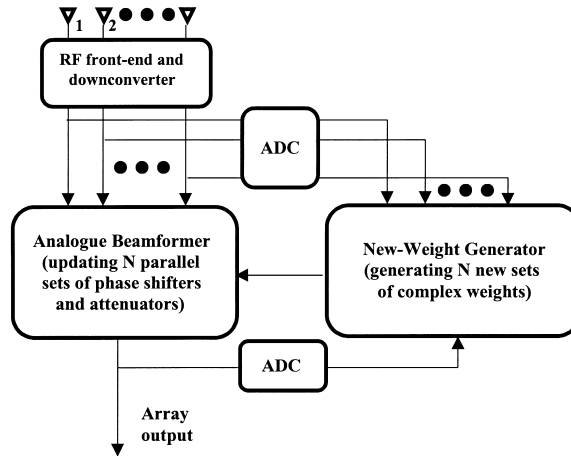 1 2
RF front-end and
downconverter
ADC
Analogue Beamformer
(updating N parallel
sets of phase shifters
and attenuators)
New-Weight Generator
(generating N new sets
of complex weights)
ADC
Array
output